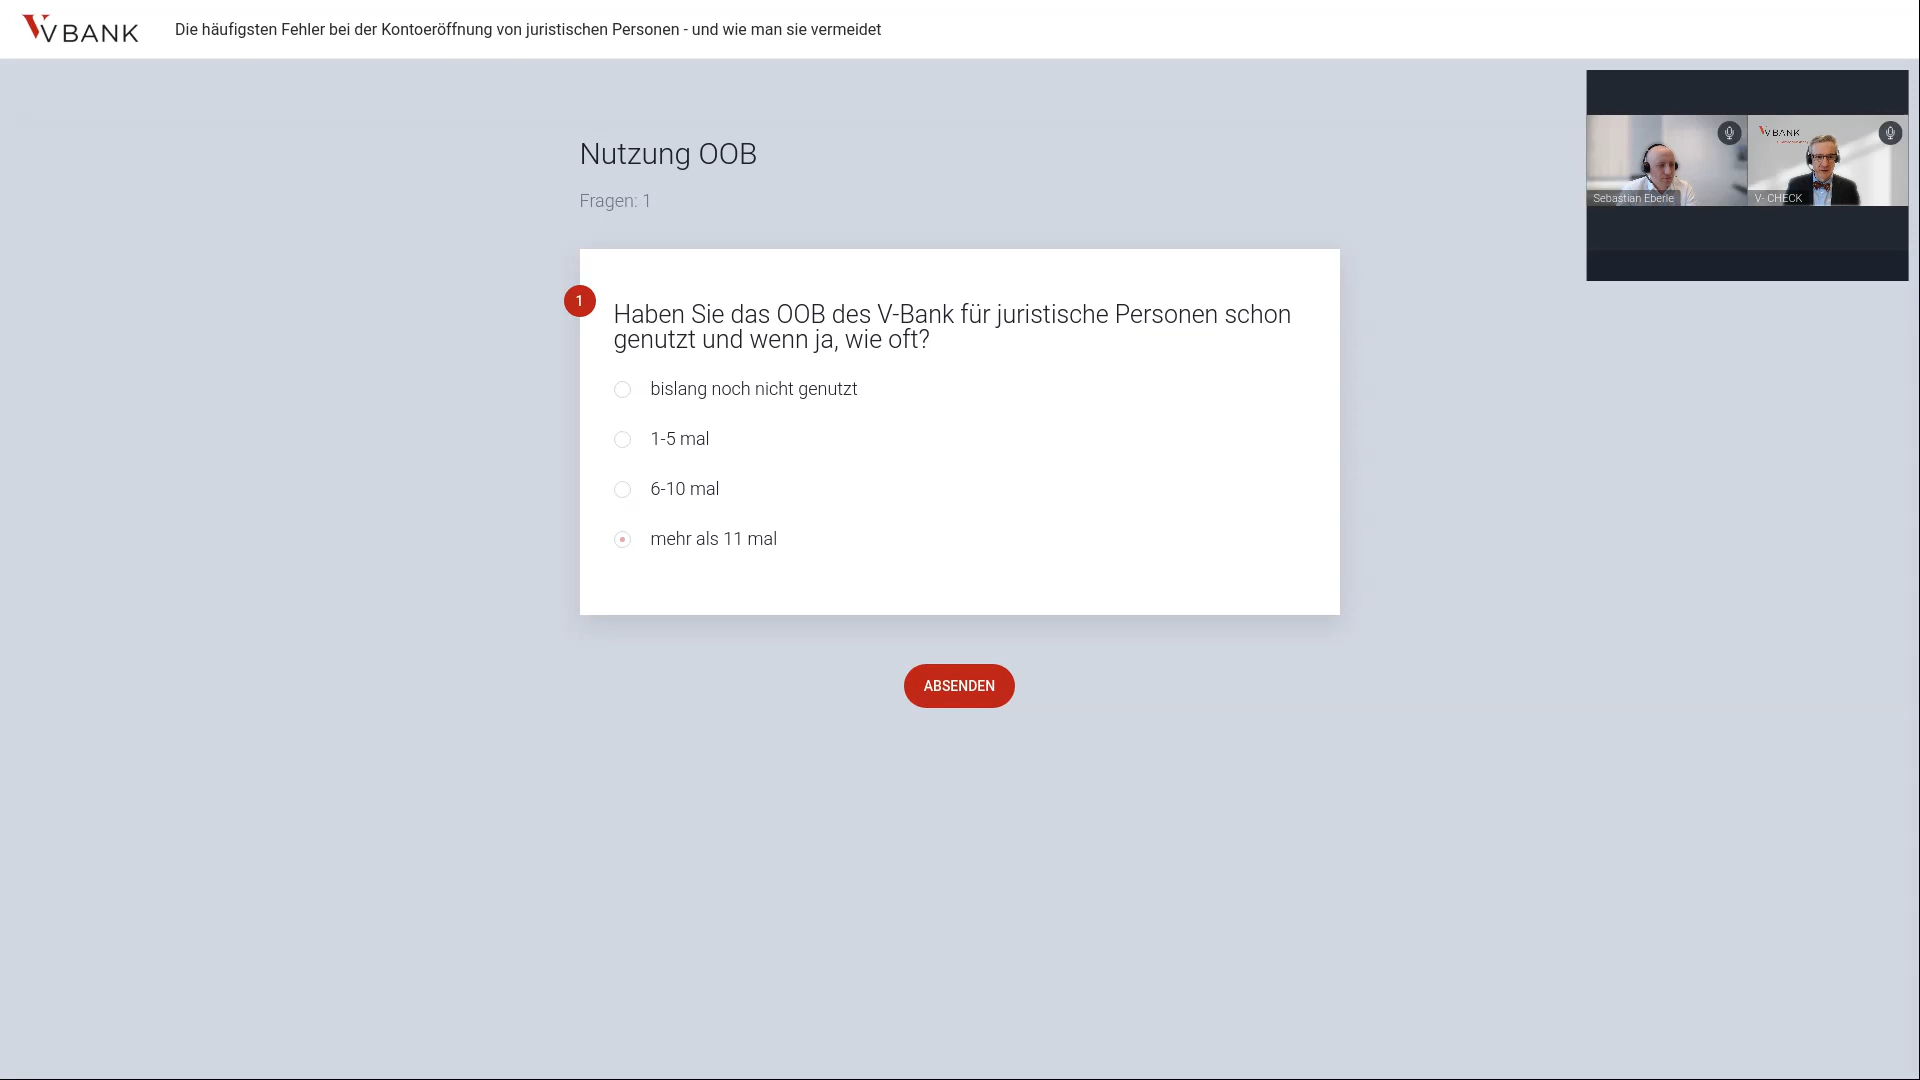 V BANK
Die häufigsten Fehler bei der Kontoeröffnung von juristischen Personen - und wie man sie vermeidet
Nutzung OOB
Fragen: 1
1
Haben Sie das OOB des V-Bank für juristische Personen schon
genutzt und wenn ja, wie oft?
bislang noch nicht genutzt
1-5 mal
6-10 mal
mehr als 11 mal
ABSENDEN
V BANK
Sebastian Eberle
V- CHECK